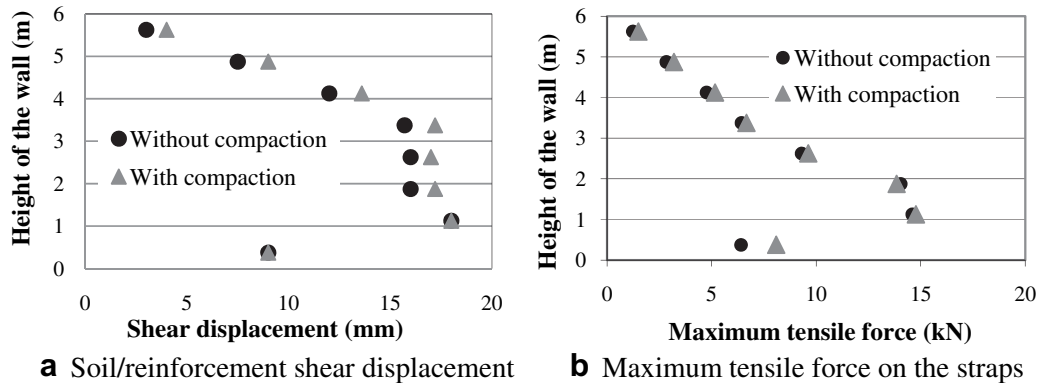 6
5
4
3
2
1
0
Height of the wall (m)
Without compaction
With compaction
0 5 10 15 20
Shear displacement (mm)
a Soil/reinforcement shear displacement
6
5
4
3
2
1
0
Height of the wall (m)
Without compaction
With compaction
0 5 10 15 20
Maximum tensile force (kN)
b Maximum tensile force on the straps